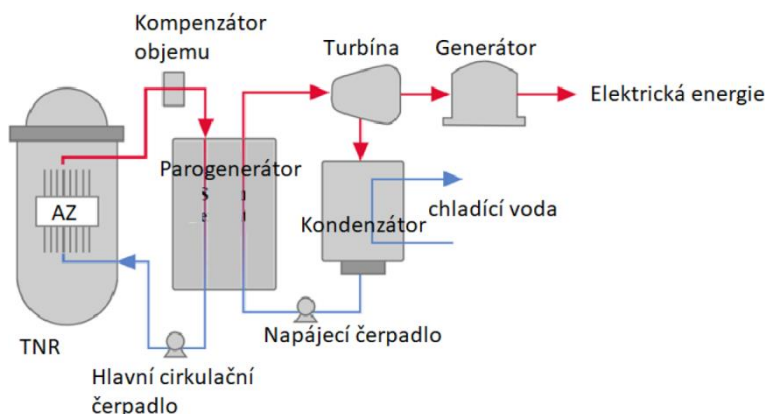 Kompenzátor
objemu
Turbína
Generátor
Elektrická energie
Parogenerátor
AZ
Kondenzátor
chladící voda
Napájecí čerpadlo
TNR
Hlavní cirkulační
čerpadlo